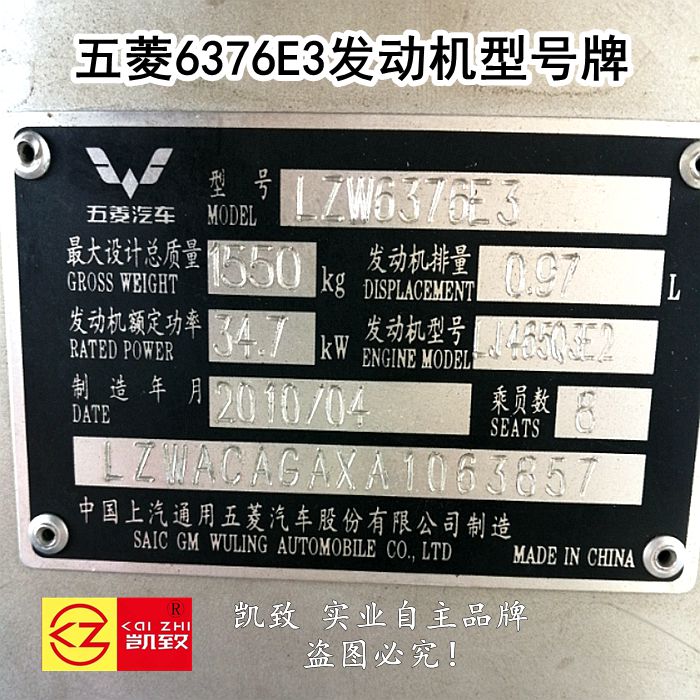 五菱6376E3发动机型号牌
五菱汽车
型号 LZW6376E3
MODEL
最大设计总质量 1550 kg 发动机排量 0.97 L
GROSS WEIGHT DISPLACEMENT
发动机额定功率 34.7 kW 发动机型号 LJ465Q3E2
RATED POWER ENGINE MODEL
制造年月 2010/04 乘员数 8
DATE SEATS
LZWACAGAXA1063857
中国上汽通用五菱汽车股份有限公司制造
SAIC GM WULING AUTOMOBILE CO., LTD MADE IN CHINA
KZ CAI ZHI ®
凯致
凯致 实业自主品牌
盗图必究!